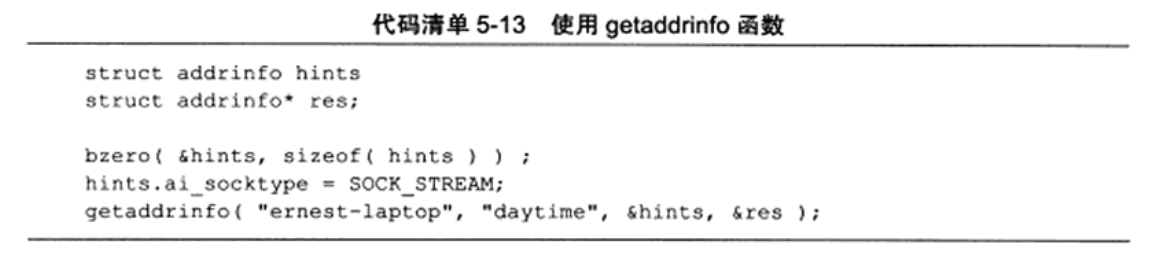 代码清单 5-13 使用 getaddrinfo 函数
struct addrinfo hints
struct addrinfo* res;
bzero( &hints, sizeof( hints ) ) ;
hints.ai_socktype = SOCK_STREAM;
getaddrinfo( "ernest-laptop", "daytime", &hints, &res );